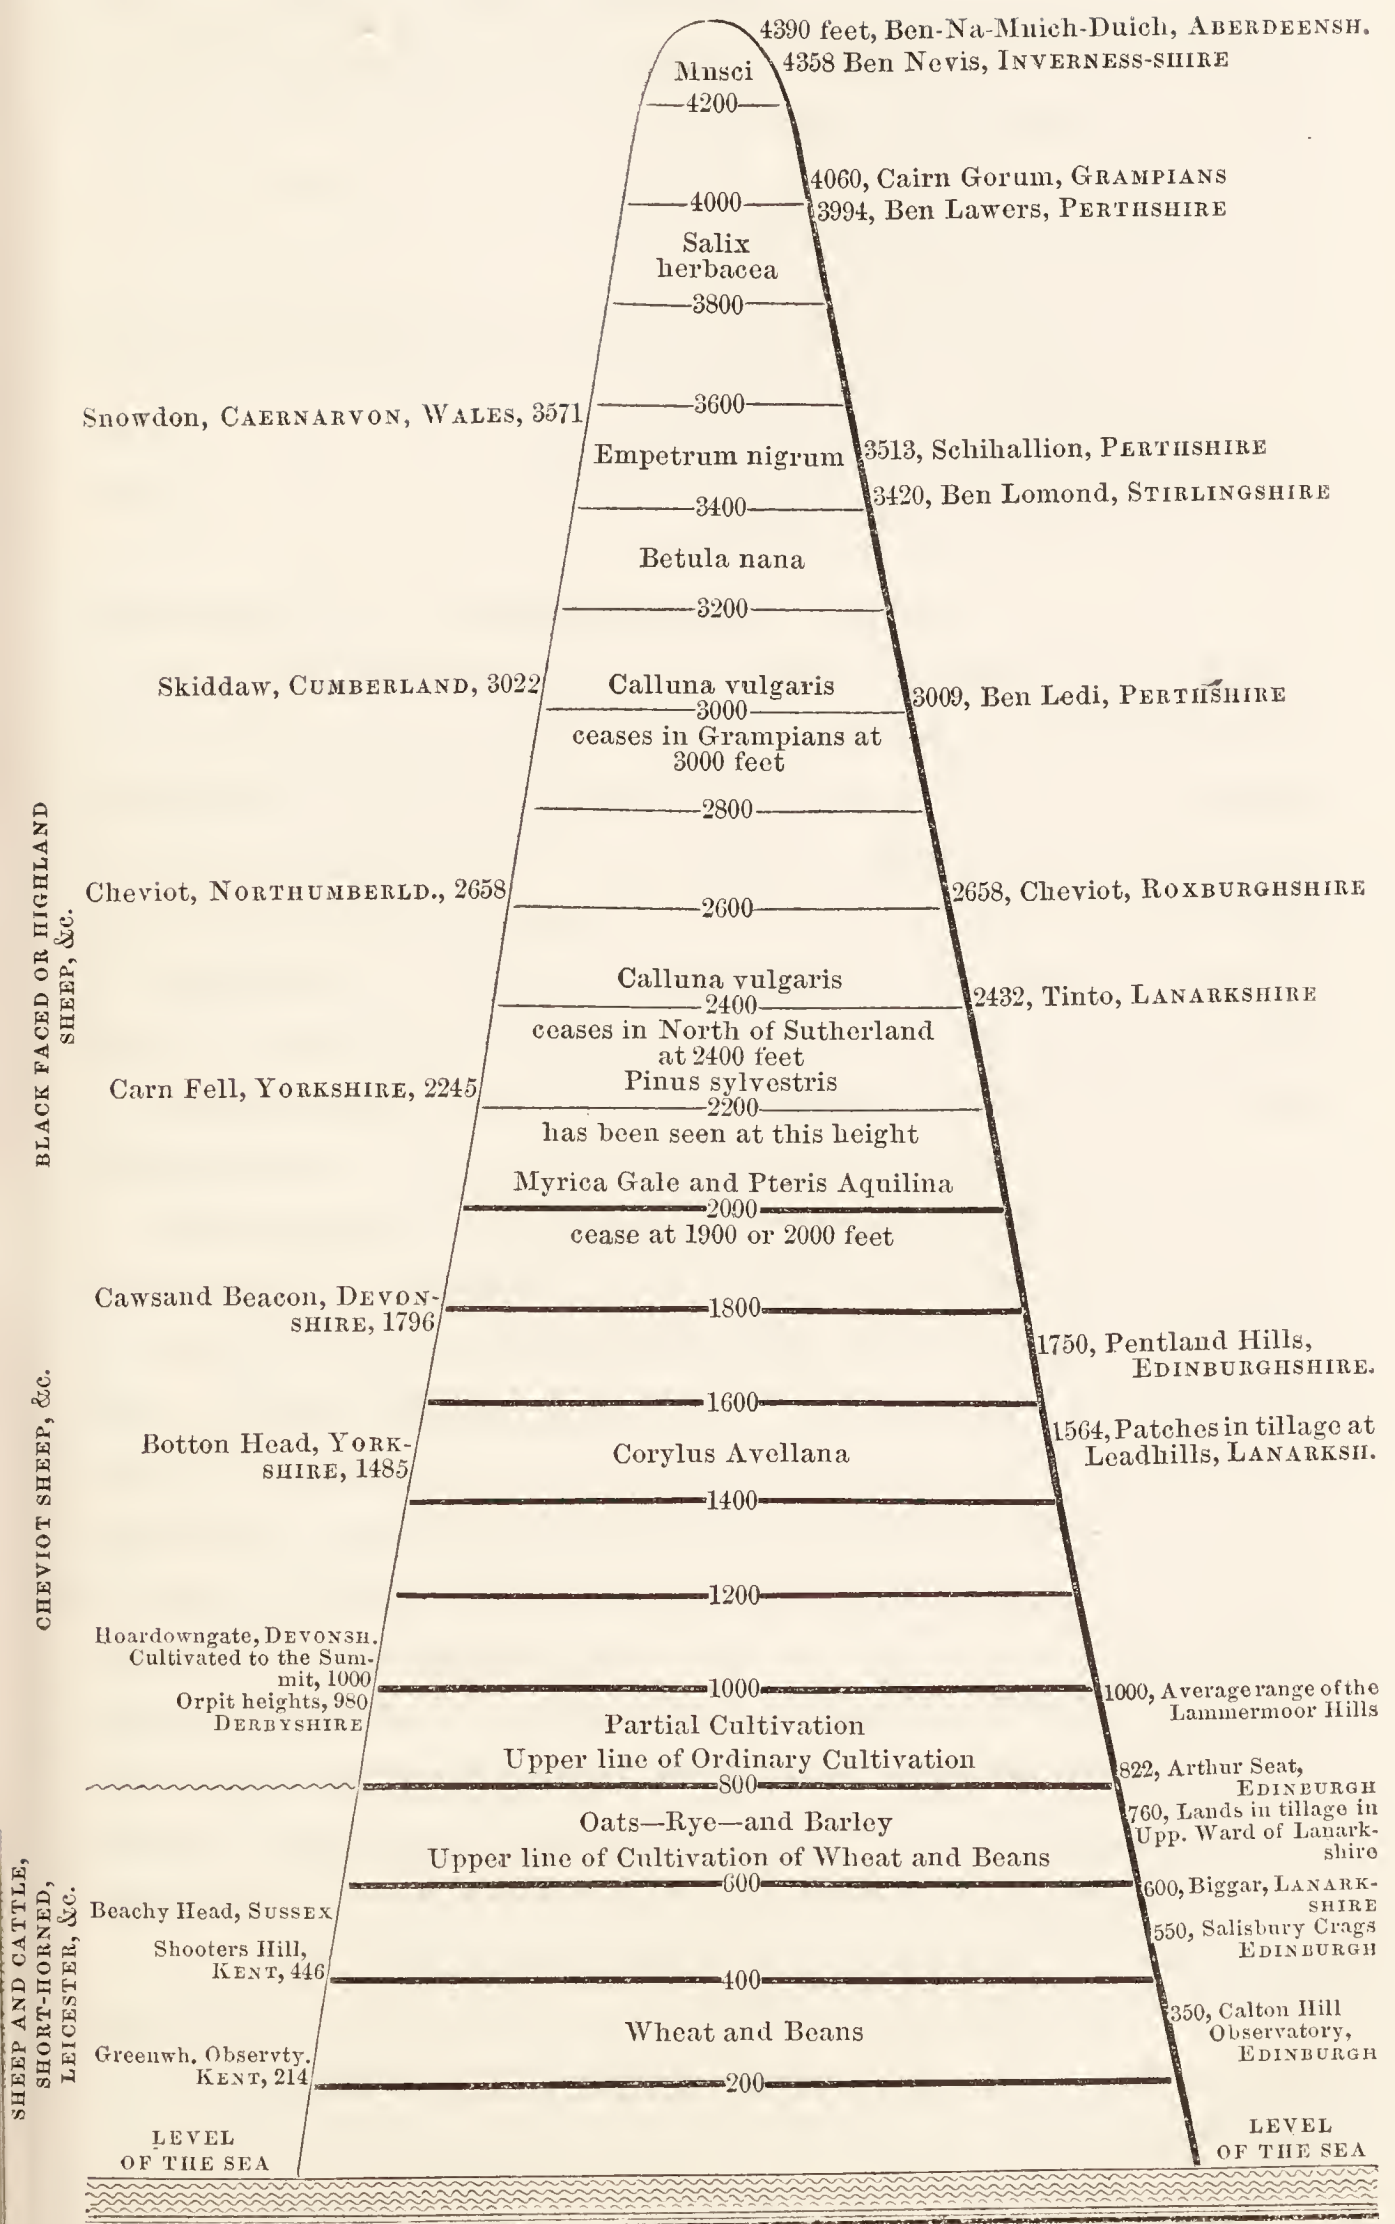 4390 feet, Ben-Na-Muich-Duich, ABERDEENSH.
4358 Ben Nevis, INVERNESS-SHIRE
Musci
4200
4060, Cairn Gorum, GRAMPIANS
4000
3994, Ben Lawers, PERTHSHIRE
Salix
herbacea
3800
3600
Snowdon, CAERNARVON, WALES, 3571
Empetrum nigrum
3513, Schihallion, PERTHSHIRE
3420, Ben Lomond, STIRLINGSHIRE
3400
Betula nana
3200
Skiddaw, CUMBERLAND, 3022
Calluna vulgaris
3000
3009, Ben Ledi, PERTHSHIRE
ceases in Grampians at
3000 feet
2800
Cheviot, NORTHUMBERLD., 2658
2658, Cheviot, ROXBURGHSHIRE
2600
Calluna vulgaris
2400
2432, Tinto, LANARKSHIRE
ceases in North of Sutherland
at 2400 feet
Carn Fell, YORKSHIRE, 2245
Pinus sylvestris
2200
has been seen at this height
Myrica Gale and Pteris Aquilina
2000
cease at 1900 or 2000 feet
Cawsand Beacon, DEVON-
SHIRE, 1796
1800
1750, Pentland Hills,
EDINBURGHSHIRE.
1600
1564, Patches in tillage at
Leadhills, LANARKSH.
Botton Head, YORK-
SHIRE, 1485
Corylus Avellana
1400
1200
Hoardowngate, DEVONSH.
Cultivated to the Sum-
mit, 1000
Orpit heights, 980
DERBYSHIRE
1000
1000, Average range of the
Lammermoor Hills
Partial Cultivation
Upper line of Ordinary Cultivation
800
822, Arthur Seat,
EDINBURGH
760, Lands in tillage in
Upp. Ward of Lanark-
shire
Oats—Rye—and Barley
Upper line of Cultivation of Wheat and Beans
600
600, Biggar, LANARK-
SHIRE
Beachy Head, SUSSEX
550, Salisbury Crags
EDINBURGH
Shooters Hill,
KENT, 446
400
350, Calton Hill
Observatory,
EDINBURGH
Wheat and Beans
Greenwh. Observty.
KENT, 214
200
LEVEL
OF THE SEA
LEVEL
OF THE SEA
BLACK FACED OR HIGHLAND
SHEEP, &c.
CHEVIOT SHEEP, &c.
SHEEP AND CATTLE,
SHORT-HORNED,
LEICESTER, &c.